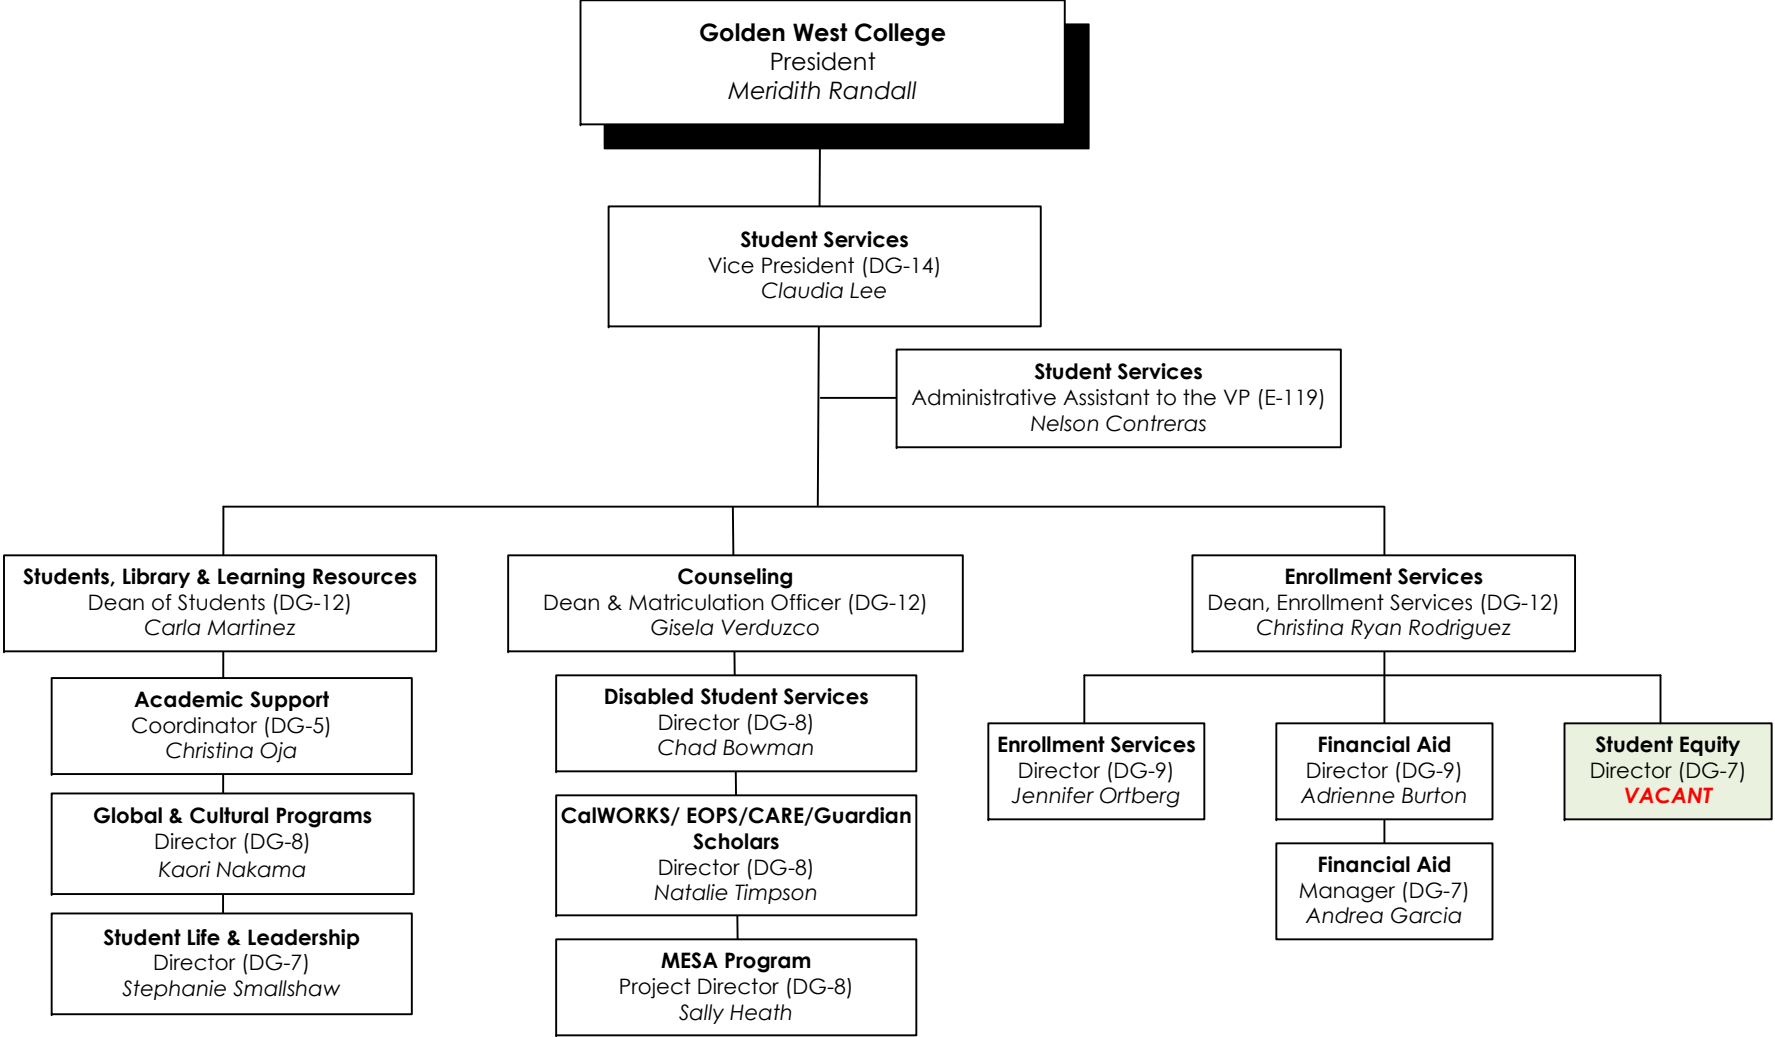 Golden West College
President
Meridith Randall
Student Services
Vice President (DG-14)
Claudia Lee
Student Services
Administrative Assistant to the VP (E-119)
Nelson Contreras
Students, Library & Learning Resources
Dean of Students (DG-12)
Carla Martinez
Academic Support
Coordinator (DG-5)
Christina Oja
Global & Cultural Programs
Director (DG-8)
Kaori Nakama
Student Life & Leadership
Director (DG-7)
Stephanie Smallshaw
Counseling
Dean & Matriculation Officer (DG-12)
Gisela Verduzco
Disabled Student Services
Director (DG-8)
Chad Bowman
CalWORKS/ EOPS/CARE/Guardian
Scholars
Director (DG-8)
Natalie Timpson
MESA Program
Project Director (DG-8)
Sally Heath
Enrollment Services
Dean, Enrollment Services (DG-12)
Christina Ryan Rodriguez
Enrollment Services
Director (DG-9)
Jennifer Ortberg
Financial Aid
Director (DG-9)
Adrienne Burton
Financial Aid
Manager (DG-7)
Andrea Garcia
Student Equity
Director (DG-7)
VACANT